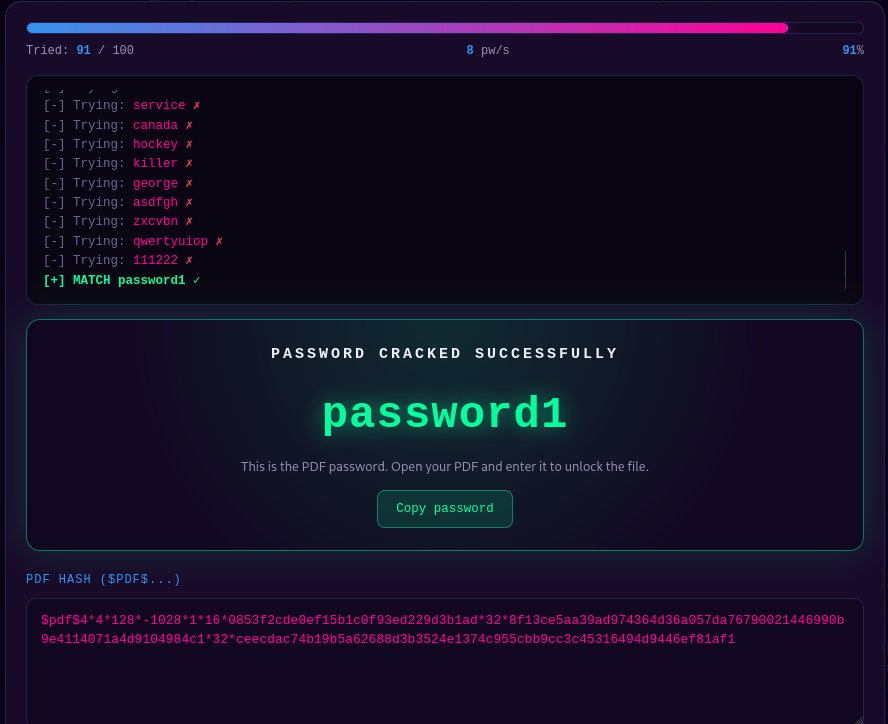 Tried: 91 / 100
8 pw/s
91%
[-] Trying: service ✗
[-] Trying: canada ✗
[-] Trying: hockey ✗
[-] Trying: killer ✗
[-] Trying: george ✗
[-] Trying: asdfgh ✗
[-] Trying: zxcvbn ✗
[-] Trying: qwertyuiop ✗
[-] Trying: 111222 ✗
[+] MATCH password1 ✓
PASSWORD CRACKED SUCCESSFULLY
password1
This is the PDF password. Open your PDF and enter it to unlock the file.
Copy password
PDF HASH ($PDF$...)
$pdf$4*4*128*-1028*1*16*0853f2cde0ef15b1c0f93ed229d3b1ad*32*8f13ce5aa39ad974364d36a057da76790021446990b
9e4114071a4d9104984c1*32*ceecdac74b19b5a62688d3b3524e1374c955cbb9cc3c45316494d9446ef81af1